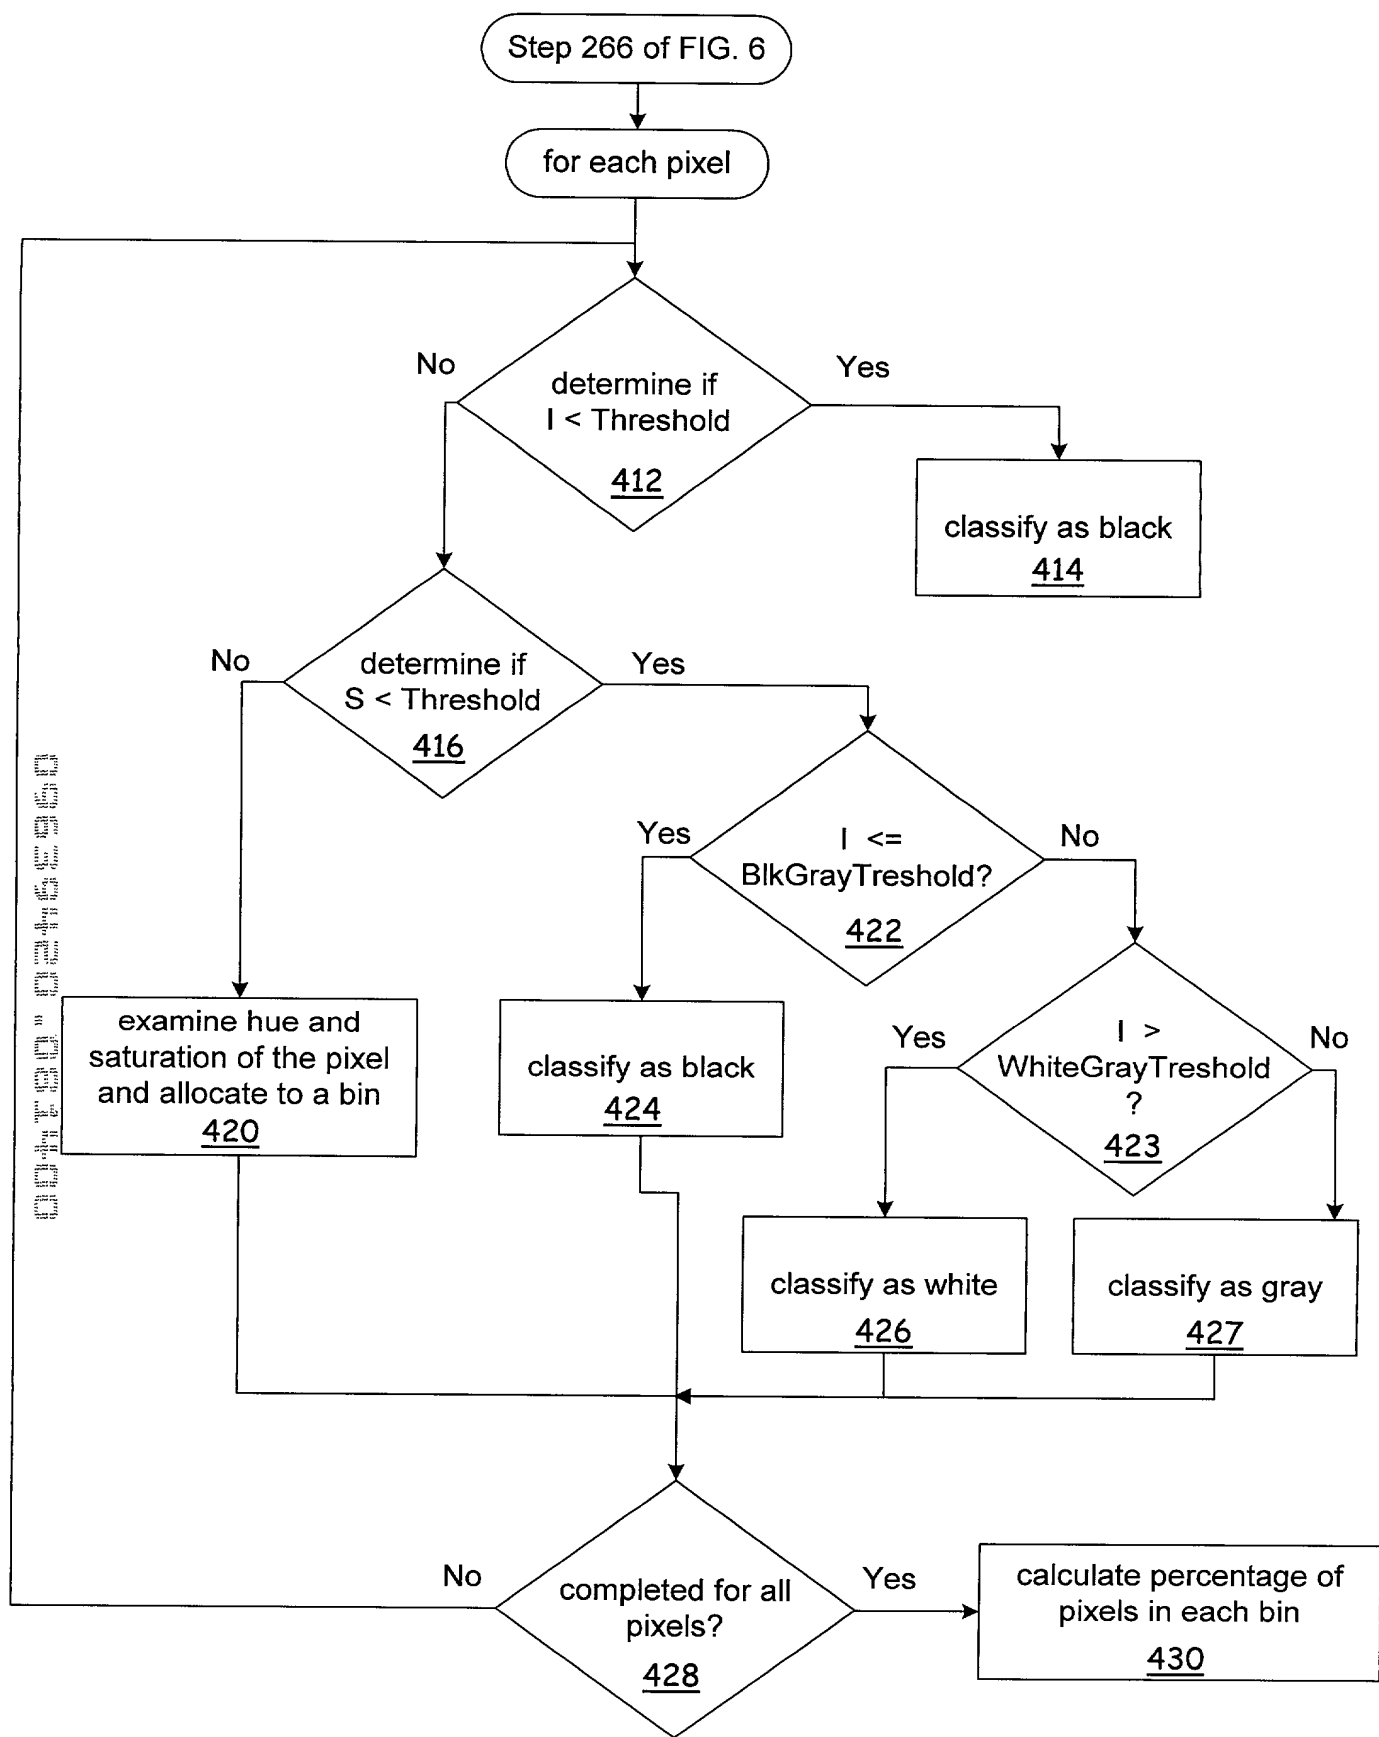 Step 266 of FIG. 6
for each pixel
No
Yes
determine if
I < Threshold
412
classify as black
414
No
Yes
determine if
S < Threshold
416
Yes
No
I <=
BlkGrayTreshold?
422
examine hue and
saturation of the pixel
and allocate to a bin
420
classify as black
424
Yes
No
I >
WhiteGrayTreshold
?
423
classify as white
426
classify as gray
427
No
Yes
completed for all
pixels?
428
calculate percentage of
pixels in each bin
430